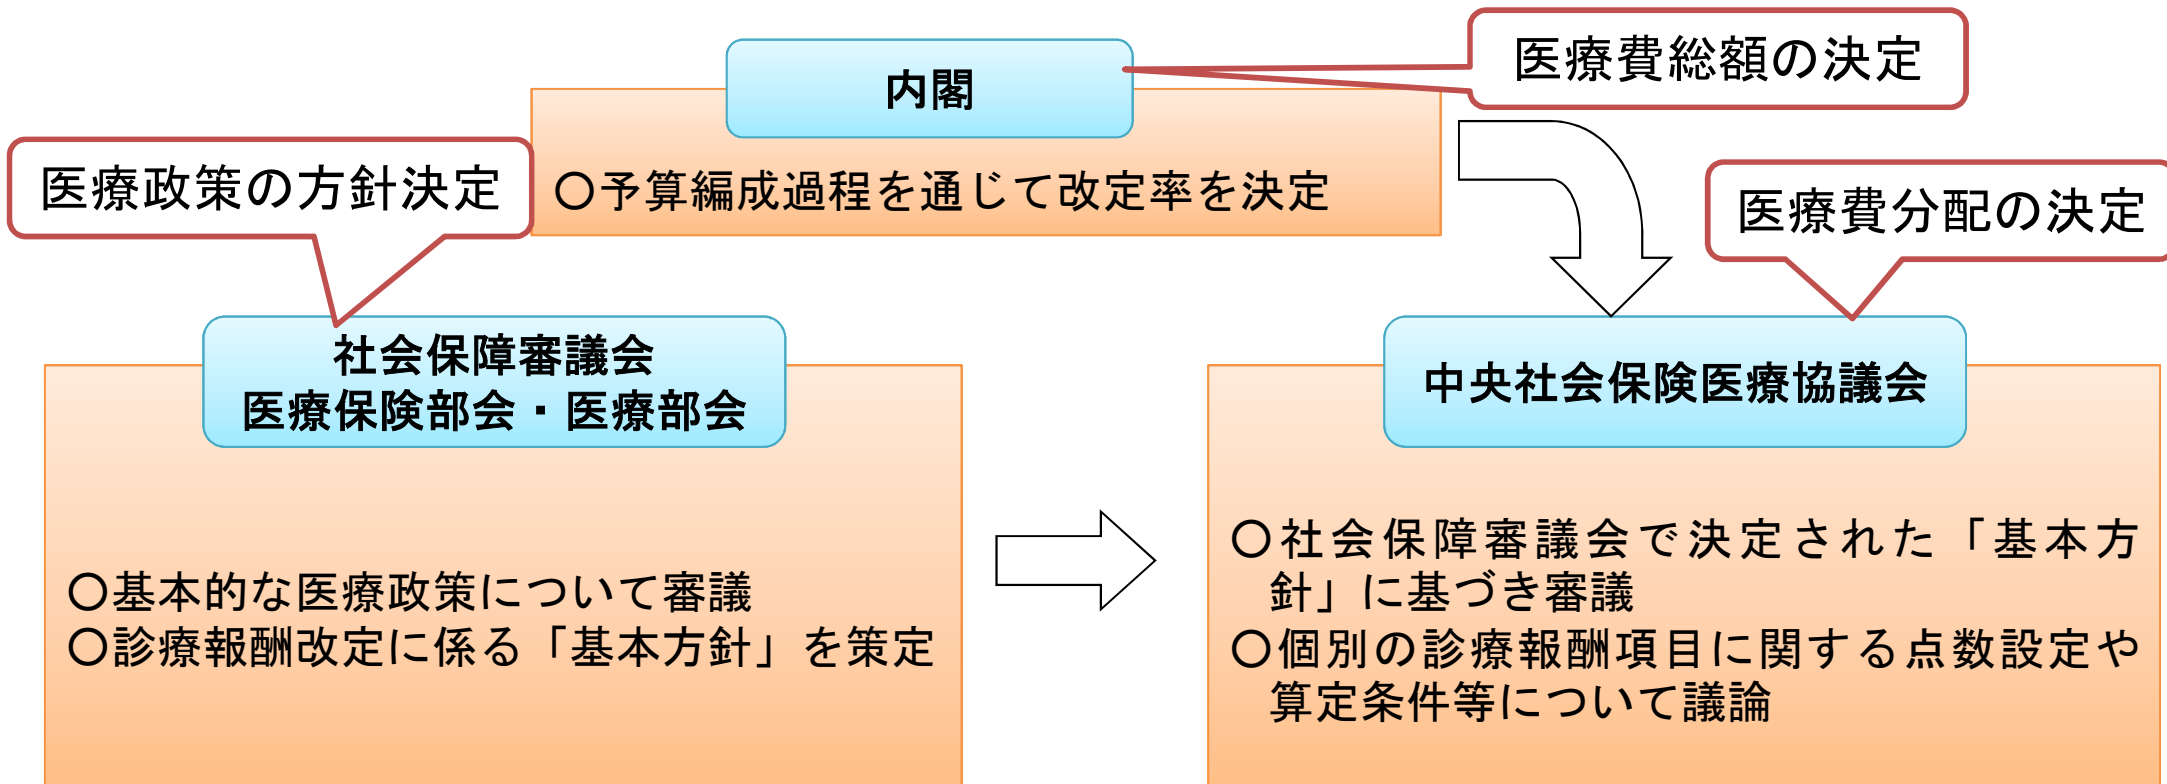 医療費総額の決定
内閣
〇予算編成過程を通じて改定率を決定
医療政策の方針決定
医療費分配の決定
社会保障審議会
医療保険部会・医療部会
〇基本的な医療政策について審議
〇診療報酬改定に係る「基本方針」を策定
中央社会保険医療協議会
〇社会保障審議会で決定された「基本方
針」に基づき審議
〇個別の診療報酬項目に関する点数設定や
算定条件等について議論